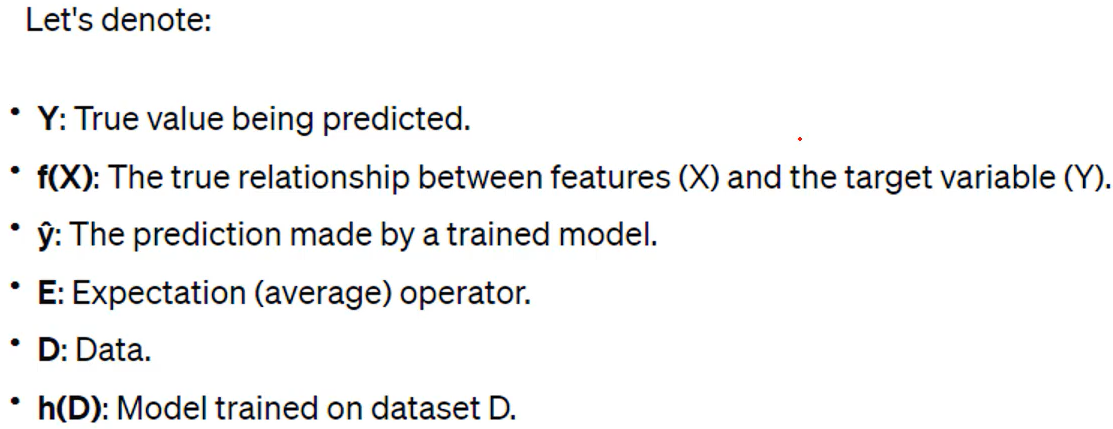 Let's denote:
• Y: True value being predicted.
• f(X): The true relationship between features (X) and the target variable (Y).
• ŷ: The prediction made by a trained model.
• E: Expectation (average) operator.
• D: Data.
• h(D): Model trained on dataset D.